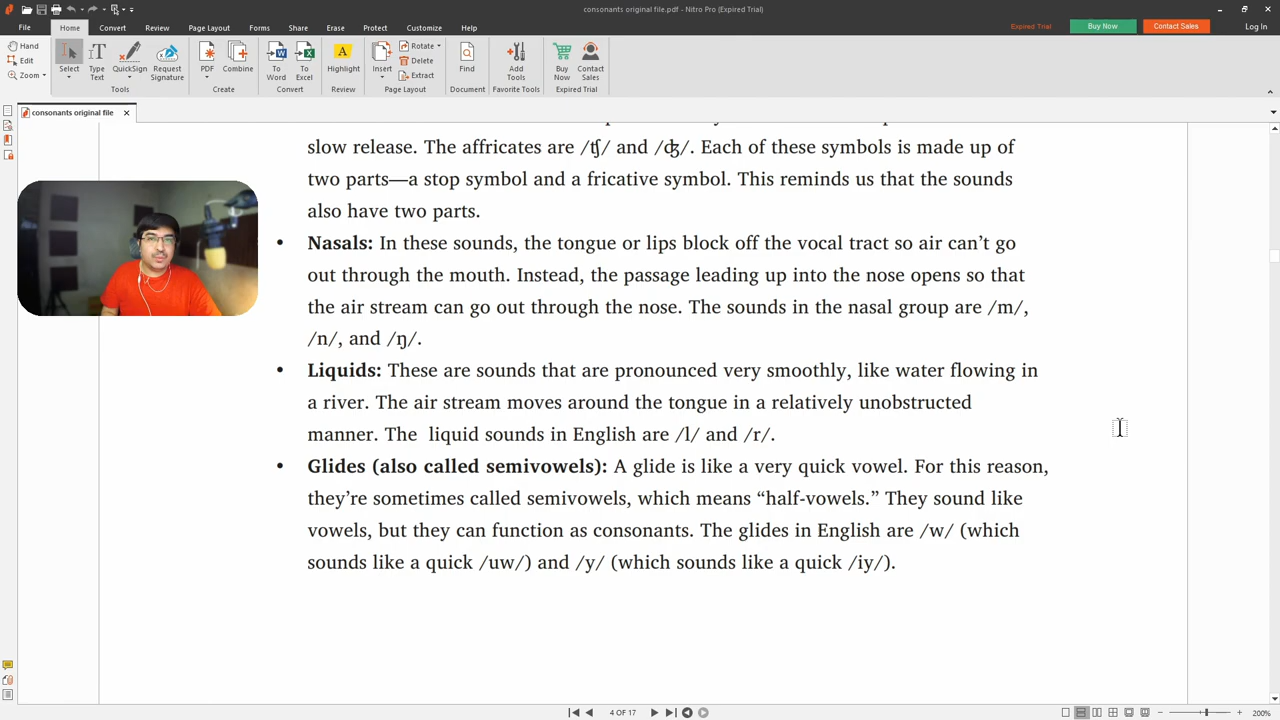 consonants original file.pdf - Nitro Pro (Expired Trial)
File Home Convert Review Page Layout Forms Share Erase Protect Customize Help Expired Trial Buy Now Contact Sales Log In
Hand
Edit
Zoom
Select
Type Text
QuickSign
Request Signature
Tools
PDF
Combine
Create
To Word
To Excel
Convert
Highlight
Review
Insert
Rotate
Delete
Extract
Page Layout
Find
Document
Add Tools
Favorite Tools
Buy Now
Contact Sales
Expired Trial
consonants original file
slow release. The affricates are /ʧ/ and /ʤ/. Each of these symbols is made up of
two parts—a stop symbol and a fricative symbol. This reminds us that the sounds
also have two parts.
• Nasals: In these sounds, the tongue or lips block off the vocal tract so air can’t go
out through the mouth. Instead, the passage leading up into the nose opens so that
the air stream can go out through the nose. The sounds in the nasal group are /m/,
/n/, and /ŋ/.
• Liquids: These are sounds that are pronounced very smoothly, like water flowing in
a river. The air stream moves around the tongue in a relatively unobstructed
manner. The liquid sounds in English are /l/ and /r/.
• Glides (also called semivowels): A glide is like a very quick vowel. For this reason,
they’re sometimes called semivowels, which means “half-vowels.” They sound like
vowels, but they can function as consonants. The glides in English are /w/ (which
sounds like a quick /uw/) and /y/ (which sounds like a quick /iy/).
4 OF 17
200%